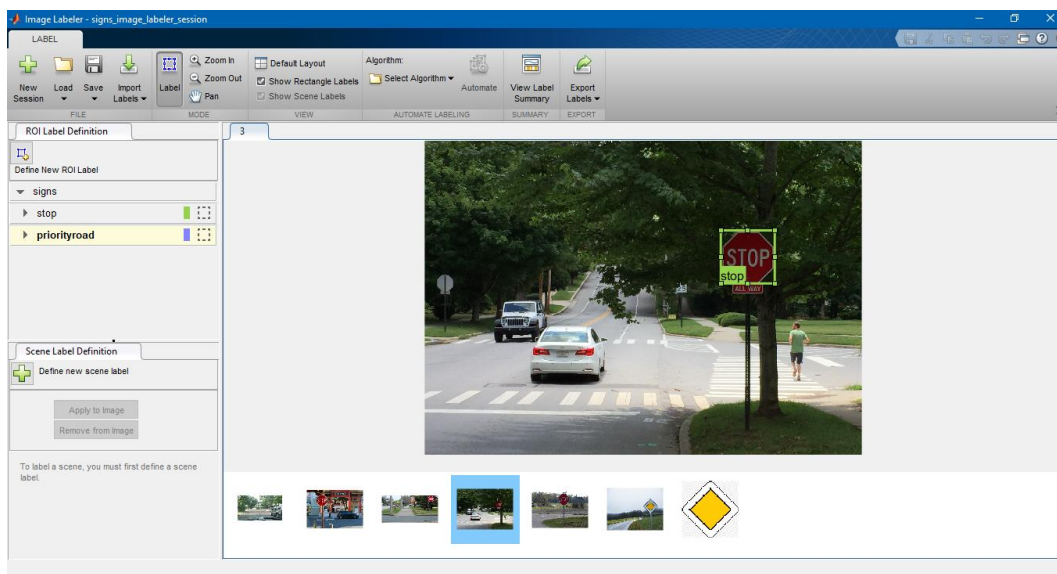 Image Labeler - signs_image_labeler_session
LABEL
New Session
Load
Save
Import Labels
Label
Zoom In
Zoom Out
Pan
Default Layout
Show Rectangle Labels
Show Scene Labels
Algorithm:
Select Algorithm
Automate
View Label Summary
Export Labels
FILE
MODE
VIEW
AUTOMATE LABELING
SUMMARY
EXPORT
ROI Label Definition
3
Define New ROI Label
signs
stop
priorityroad
STOP
stop
ALL WAY
Scene Label Definition
Define new scene label
Apply to Image
Remove from Image
To label a scene, you must first define a scene
label.